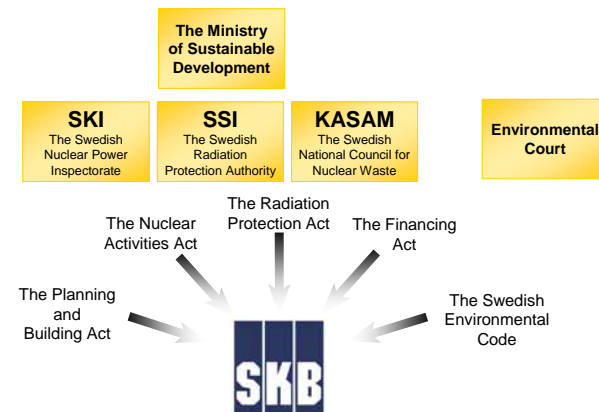 The Ministry
of Sustainable
Development
SKI
The Swedish
Nuclear Power
Inspectorate
SSI
The Swedish
Radiation
Protection Authority
KASAM
The Swedish
National Council for
Nuclear Waste
Environmental
Court
The Nuclear
Activities Act
The Radiation
Protection Act
The Financing
Act
The Planning
and
Building Act
The Swedish
Environmental
Code
SKB